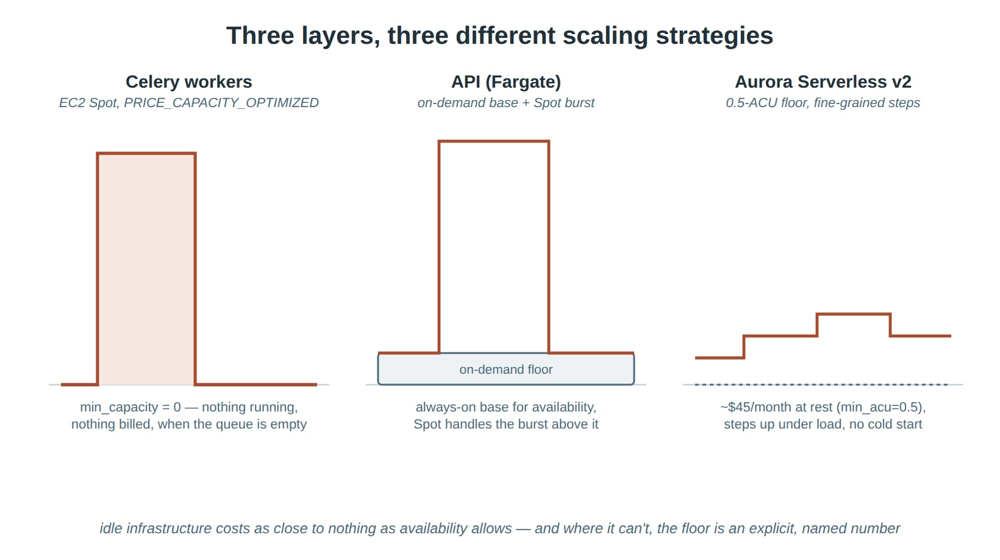 Three layers, three different scaling strategies
Celery workers
EC2 Spot, PRICE_CAPACITY_OPTIMIZED
min_capacity = 0 — nothing running,
nothing billed, when the queue is empty
API (Fargate)
on-demand base + Spot burst
on-demand floor
always-on base for availability,
Spot handles the burst above it
Aurora Serverless v2
0.5-ACU floor, fine-grained steps
~$45/month at rest (min_acu=0.5),
steps up under load, no cold start
idle infrastructure costs as close to nothing as availability allows — and where it can't, the floor is an explicit, named number